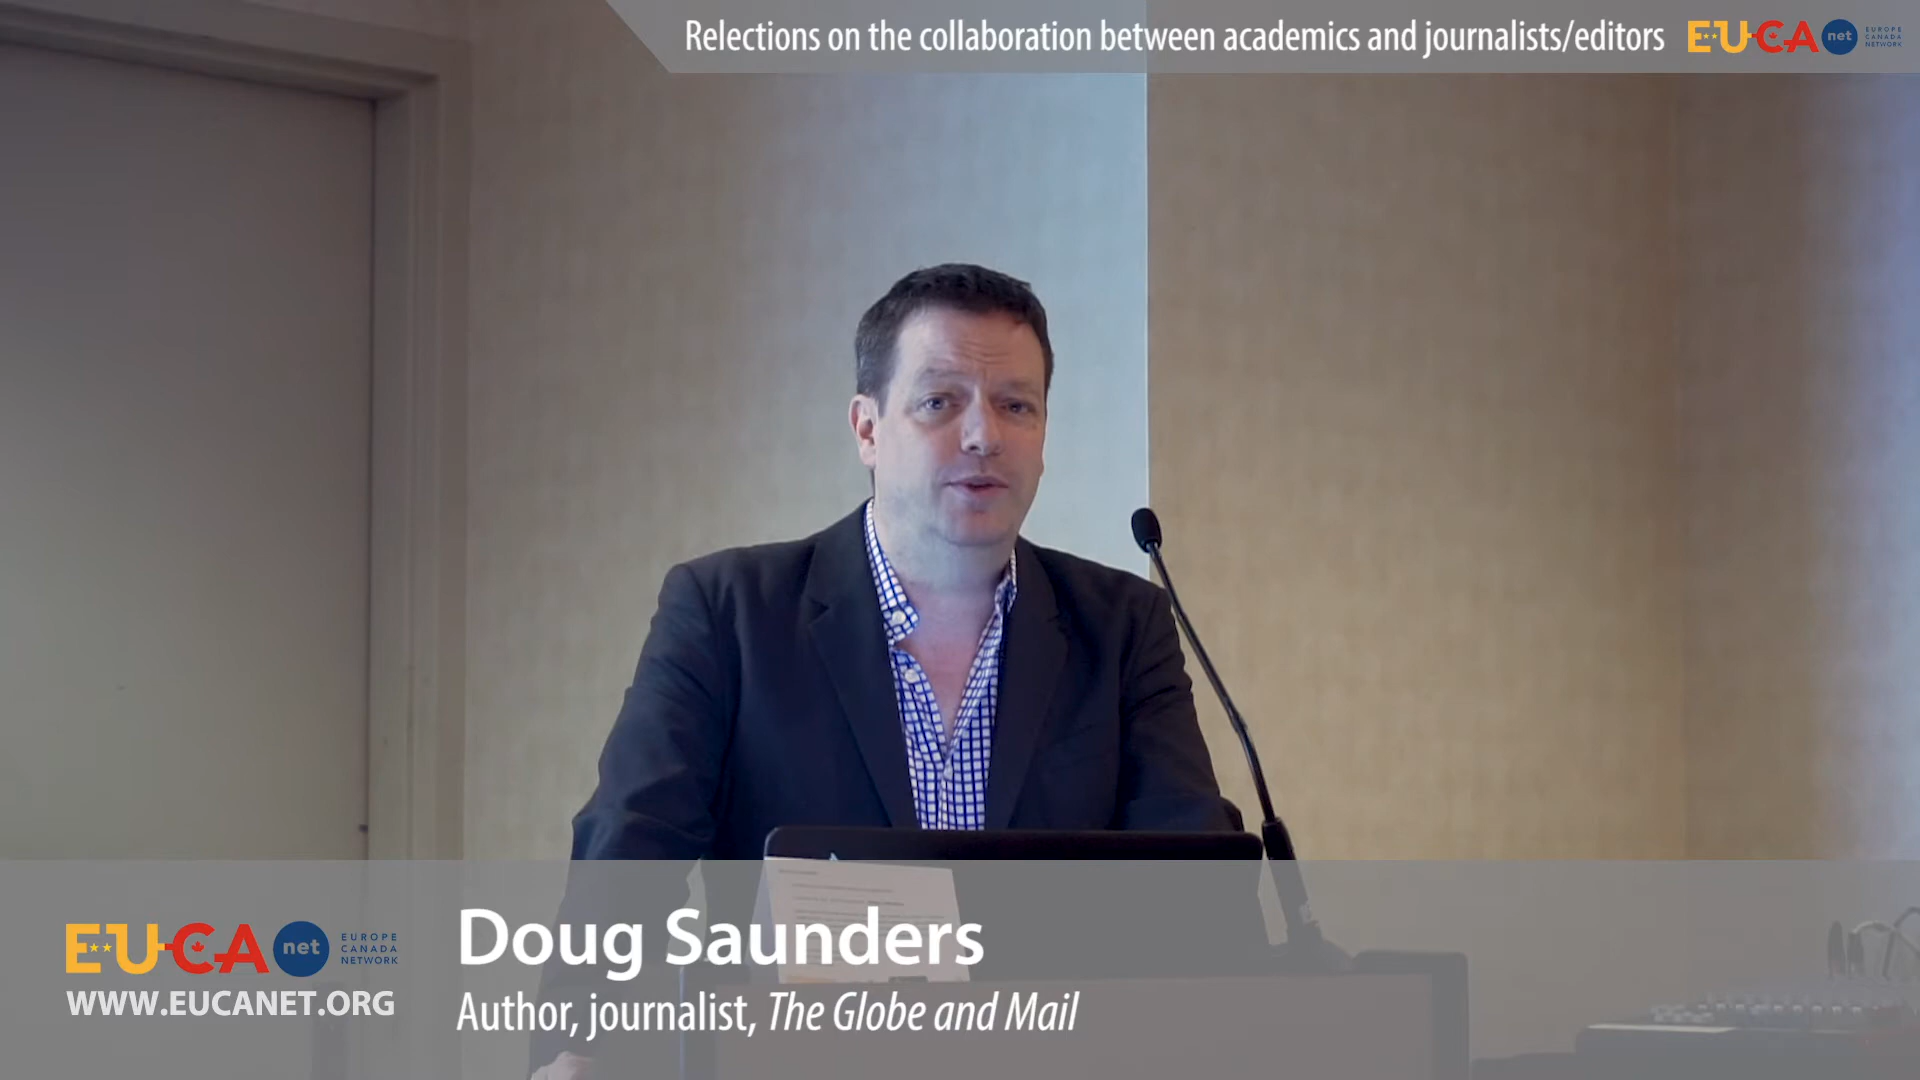 Relections on the collaboration between academics and journalists/editors
EUCA net EUROPE CANADA NETWORK
EUCA net
EUROPE
CANADA
NETWORK
WWW.EUCANET.ORG
Doug Saunders
Author, journalist, The Globe and Mail